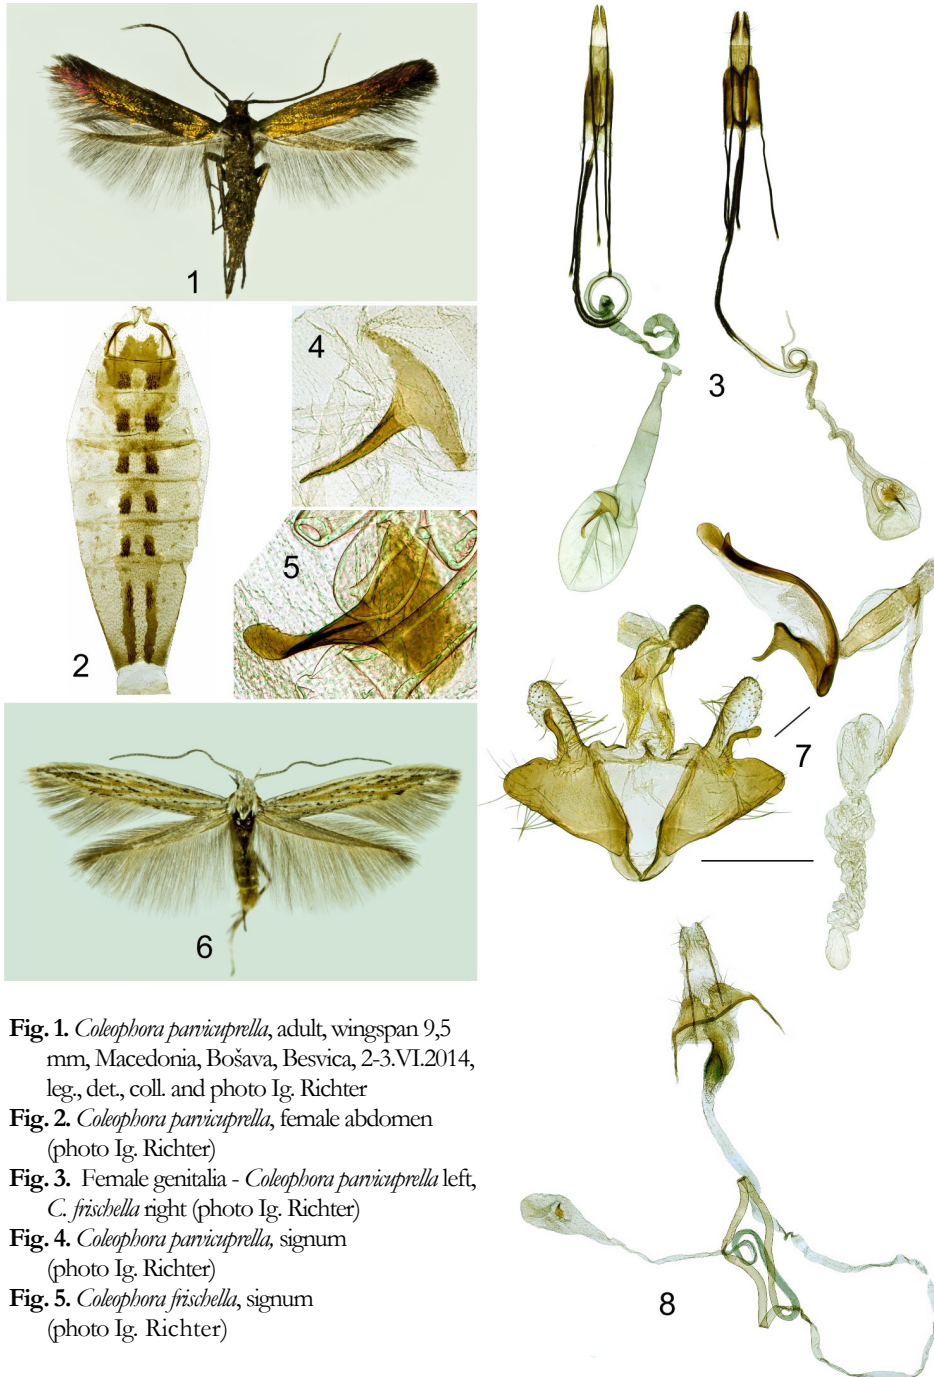 1
2
3
4
5
6
7
8
Fig. 1. Coleophora parvicuprella, adult, wingspan 9,5
mm, Macedonia, Bošava, Besvica, 2-3.VI.2014,
leg., det., coll. and photo Ig. Richter
Fig. 2. Coleophora parvicuprella, female abdomen
(photo Ig. Richter)
Fig. 3. Female genitalia - Coleophora parvicuprella left,
C. frischella right (photo Ig. Richter)
Fig. 4. Coleophora parvicuprella, signum
(photo Ig. Richter)
Fig. 5. Coleophora frischella, signum
(photo Ig. Richter)